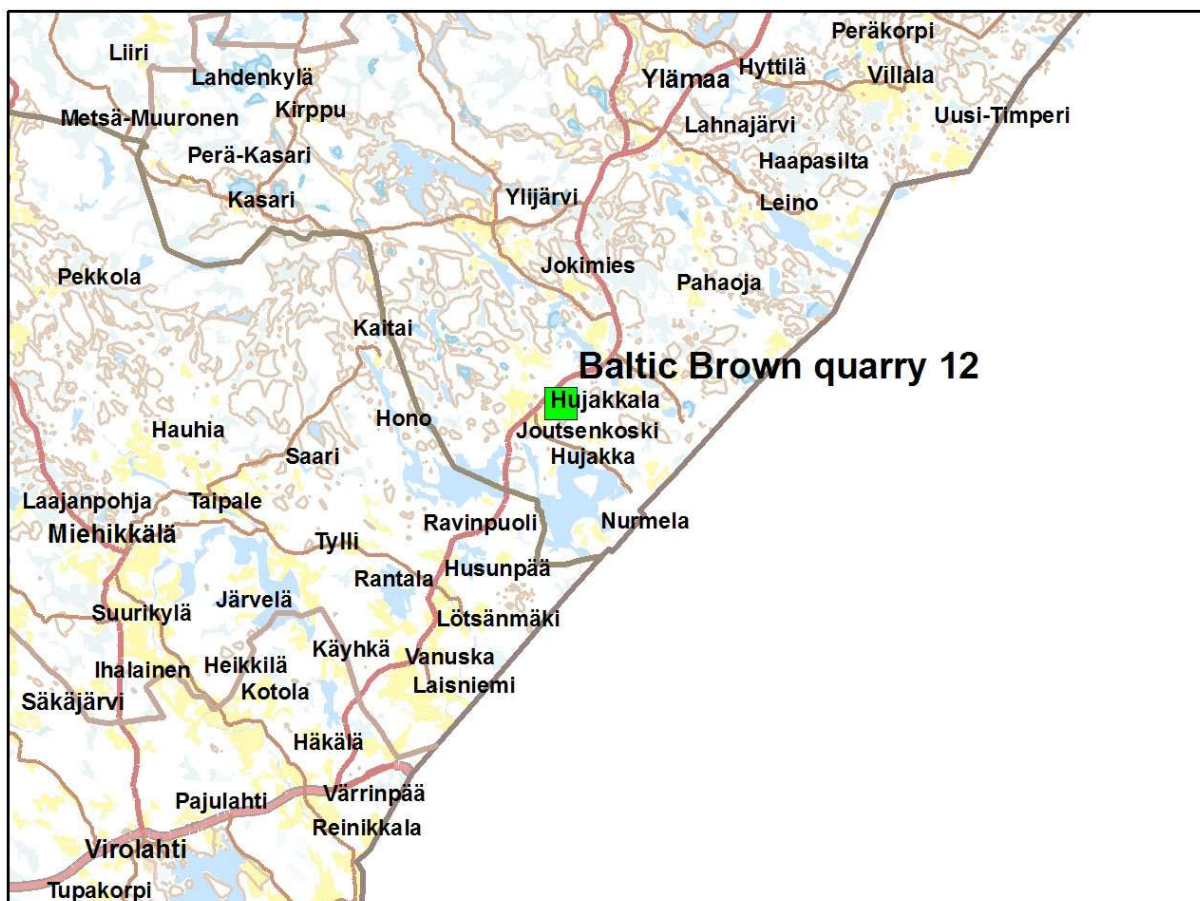 Peräkorpi
Liiri
Hyttilä
Lahdenkylä
Ylämaa
Villala
Kirppu
Uusi-Timperi
Metsä-Muuronen
Lahnajärvi
Perä-Kasari
Haapasilta
Kasari
Ylijärvi
Leino
Jokimies
Pekkola
Pahaoja
Kaitai
Baltic Brown quarry 12
Hujakkala
Hono
Hauhia
Joutsenkoski
Saari
Hujakka
Laajanpohja
Taipale
Ravinpuoli
Nurmela
Miehikkälä
Tylli
Husunpää
Rantala
Järvelä
Suurikylä
Lötsänmäki
Käyhkä
Vanuska
Heikkilä
Ihalainen
Laisniemi
Kotola
Säkäjärvi
Häkälä
Värrinpää
Pajulahti
Reinikkala
Virolahti
Tupakorpi